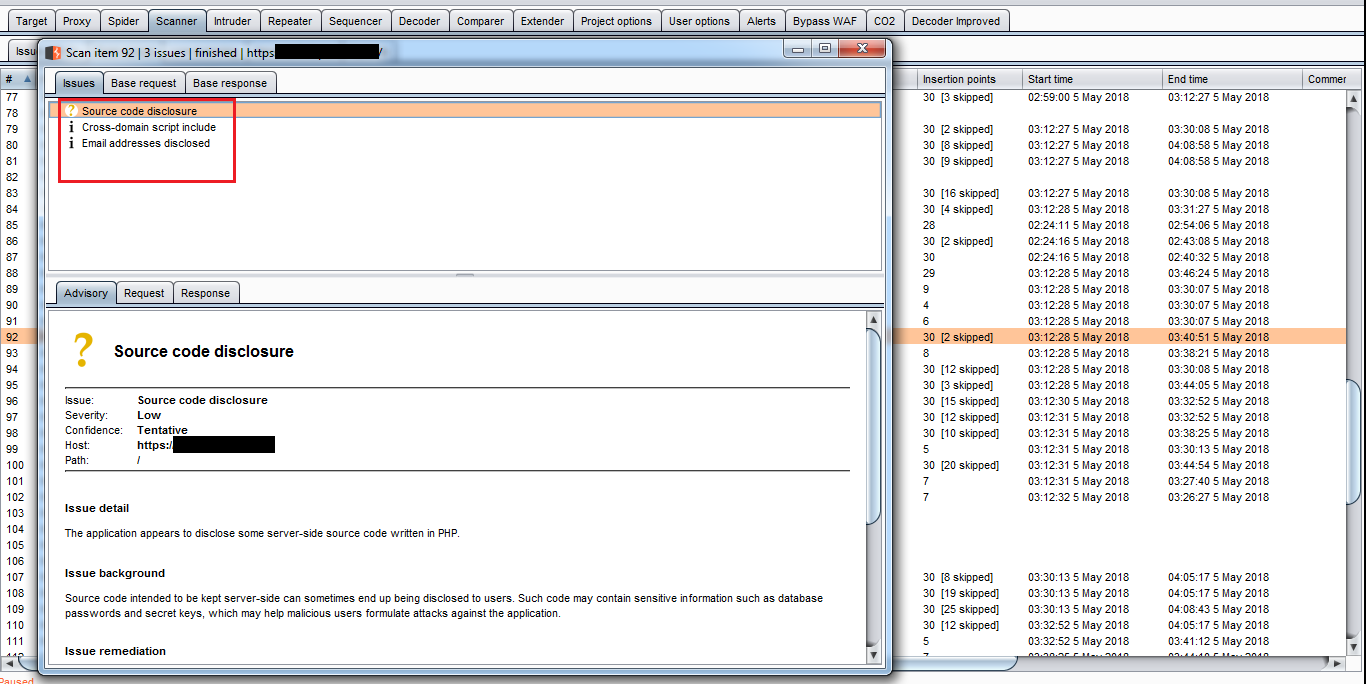 Target Proxy Spider Scanner Intruder Repeater Sequencer Decoder Comparer Extender Project options User options Alerts Bypass WAF CO2 Decoder Improved
Issu
Scan item 92 | 3 issues | finished | https /
Issues Base request Base response
Source code disclosure
Cross-domain script include
Email addresses disclosed
Advisory Request Response
? Source code disclosure
Issue: Source code disclosure
Severity: Low
Confidence: Tentative
Host: https:/
Path: /
Issue detail
The application appears to disclose some server-side source code written in PHP.
Issue background
Source code intended to be kept server-side can sometimes end up being disclosed to users. Such code may contain sensitive information such as database
passwords and secret keys, which may help malicious users formulate attacks against the application.
Issue remediation
# Insertion points Start time End time Commer
77 30 [3 skipped] 02:59:00 5 May 2018 03:12:27 5 May 2018
78
79 30 [2 skipped] 03:12:27 5 May 2018 03:30:08 5 May 2018
80 30 [8 skipped] 03:12:27 5 May 2018 04:08:58 5 May 2018
81 30 [9 skipped] 03:12:27 5 May 2018 04:08:58 5 May 2018
82
83 30 [16 skipped] 03:12:27 5 May 2018 03:30:08 5 May 2018
84 30 [4 skipped] 03:12:28 5 May 2018 03:31:27 5 May 2018
85 28 02:24:11 5 May 2018 02:54:06 5 May 2018
86 30 [2 skipped] 02:24:16 5 May 2018 02:43:08 5 May 2018
87 30 02:24:16 5 May 2018 02:40:32 5 May 2018
88 29 03:12:28 5 May 2018 03:46:24 5 May 2018
89 9 03:12:28 5 May 2018 03:30:07 5 May 2018
90 4 03:12:28 5 May 2018 03:30:07 5 May 2018
91 6 03:12:28 5 May 2018 03:30:07 5 May 2018
92 30 [2 skipped] 03:12:28 5 May 2018 03:40:51 5 May 2018
93 8 03:12:28 5 May 2018 03:38:21 5 May 2018
94 30 [12 skipped] 03:12:28 5 May 2018 03:30:08 5 May 2018
95 30 [3 skipped] 03:12:28 5 May 2018 03:44:05 5 May 2018
96 30 [15 skipped] 03:12:30 5 May 2018 03:32:52 5 May 2018
97 30 [12 skipped] 03:12:31 5 May 2018 03:32:52 5 May 2018
98 30 [10 skipped] 03:12:31 5 May 2018 03:38:25 5 May 2018
99 5 03:12:31 5 May 2018 03:30:13 5 May 2018
100 30 [20 skipped] 03:12:31 5 May 2018 03:44:54 5 May 2018
101 7 03:12:31 5 May 2018 03:27:40 5 May 2018
102 7 03:12:32 5 May 2018 03:26:27 5 May 2018
103
104
105
106
107 30 [8 skipped] 03:30:13 5 May 2018 04:05:17 5 May 2018
108 30 [19 skipped] 03:30:13 5 May 2018 04:05:17 5 May 2018
109 30 [25 skipped] 03:30:13 5 May 2018 04:08:43 5 May 2018
110 30 [12 skipped] 03:32:52 5 May 2018 04:05:17 5 May 2018
111 5 03:32:52 5 May 2018 03:41:12 5 May 2018
Paused